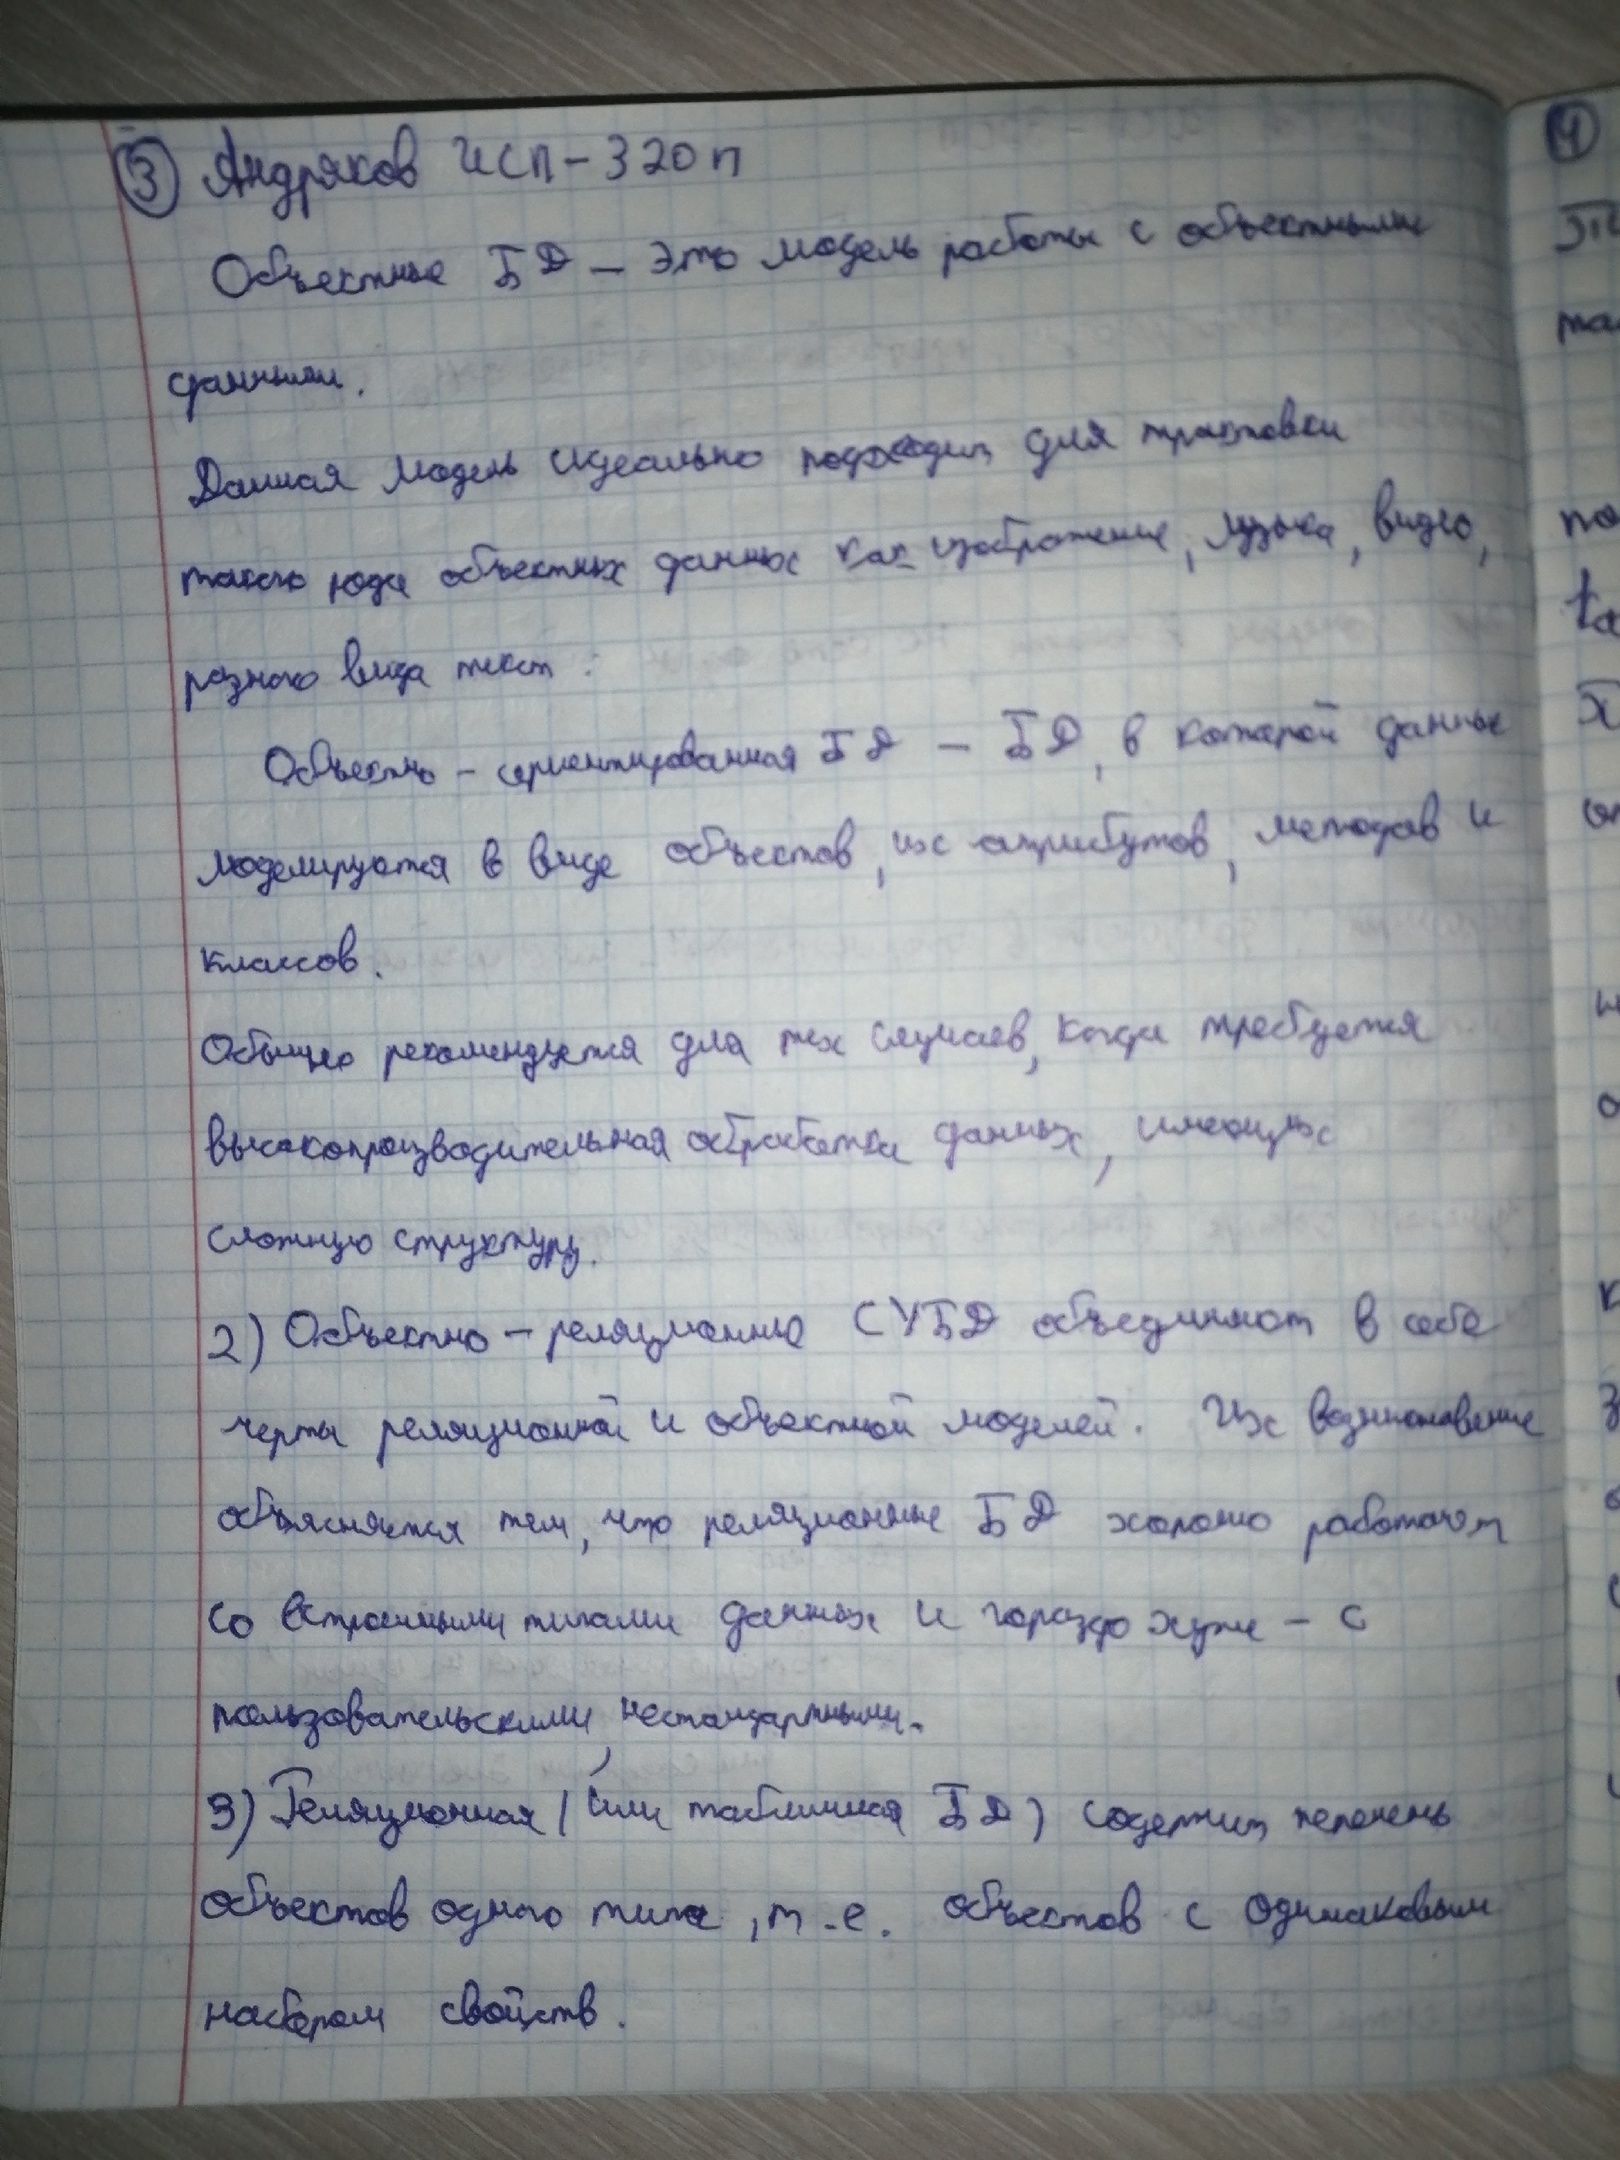 ③ Андряков ИСП-320п
Объектные БД – это модель работы с объектными
данными.
Данная модель идеально подходит для трактовки
такого рода объектных данных как изображение, музыка, видео,
разного вида текст.
Объектно-ориентированная БД – БД, в которой данные
моделируются в виде объектов, их атрибутов, методов и
классов.
Обычно рекомендуется для тех случаев, когда требуется
высокопроизводительная обработка данных, имеющих
сложную структуру.
2) Объектно-реляционные СУБД объединяют в себе
черты реляционной и объектной моделей. Их возникновение
объясняется тем, что реляционные БД хорошо работают
со встроенными типами данных и гораздо хуже – с
пользовательскими, нестандартными.
3) Реляционная (или табличная БД) содержит перечень
объектов одного типа, т.е. объектов с одинаковым
набором свойств.
④